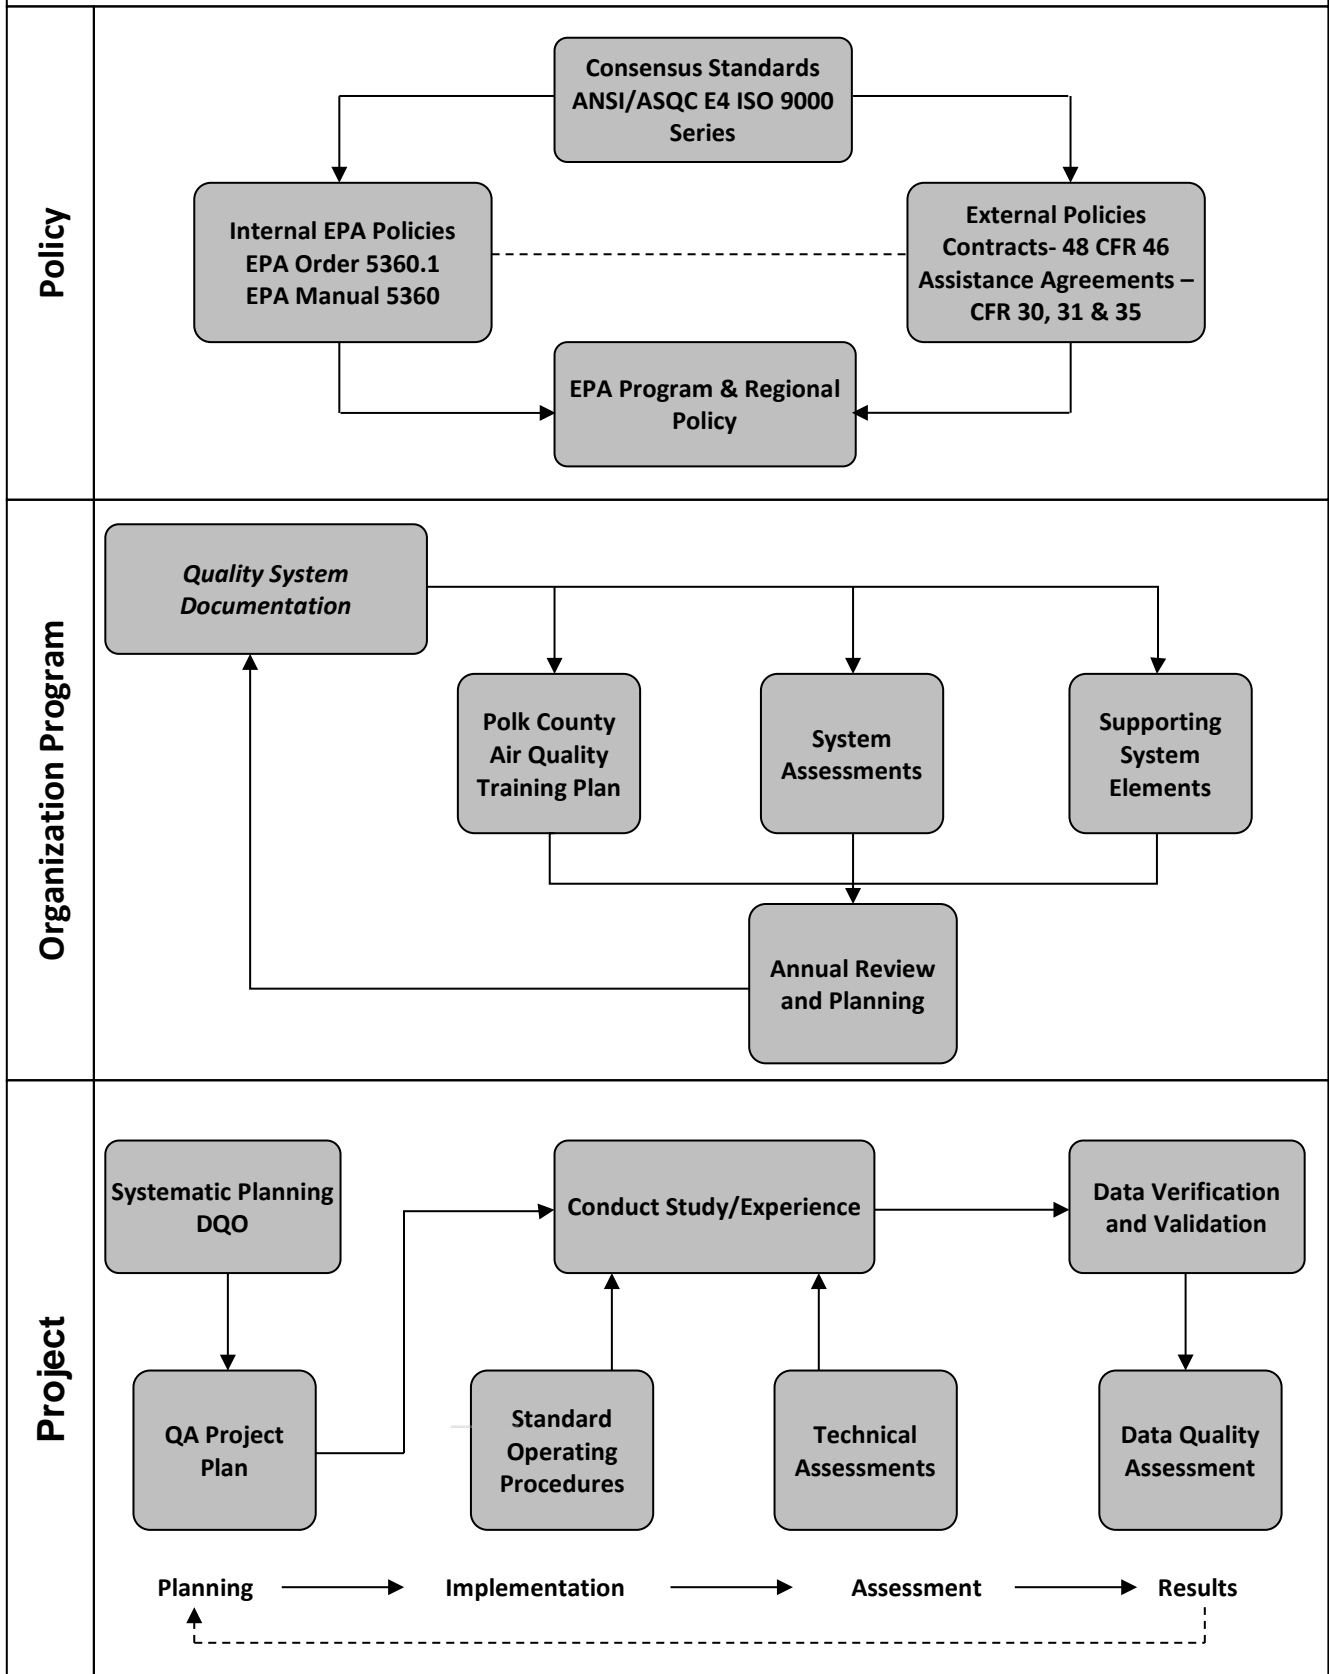 Policy
Consensus Standards
ANSI/ASQC E4 ISO 9000
Series
Internal EPA Policies
EPA Order 5360.1
EPA Manual 5360
External Policies
Contracts- 48 CFR 46
Assistance Agreements –
CFR 30, 31 & 35
EPA Program & Regional
Policy
Organization Program
Quality System
Documentation
Polk County
Air Quality
Training Plan
System
Assessments
Supporting
System
Elements
Annual Review
and Planning
Project
Systematic Planning
DQO
Conduct Study/Experience
Data Verification
and Validation
QA Project
Plan
Standard
Operating
Procedures
Technical
Assessments
Data Quality
Assessment
Planning
Implementation
Assessment
Results